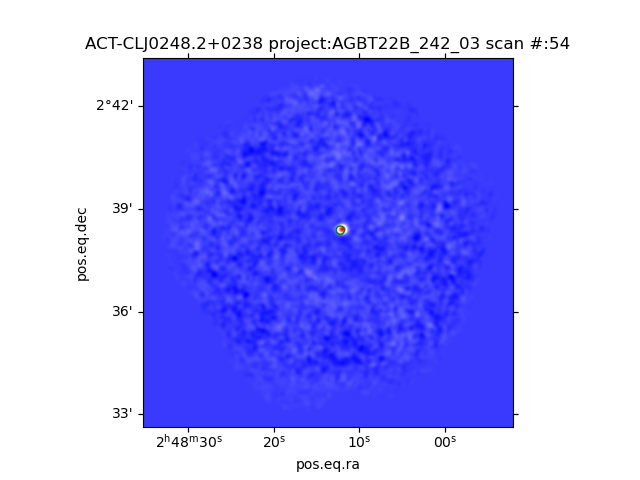 ACT-CLJ0248.2+0238 project:AGBT22B_242_03 scan #:54
2°42'
39'
36'
33'
pos.eq.dec
2ʰ48ᵐ30ˢ 20ˢ 10ˢ 00ˢ
pos.eq.ra